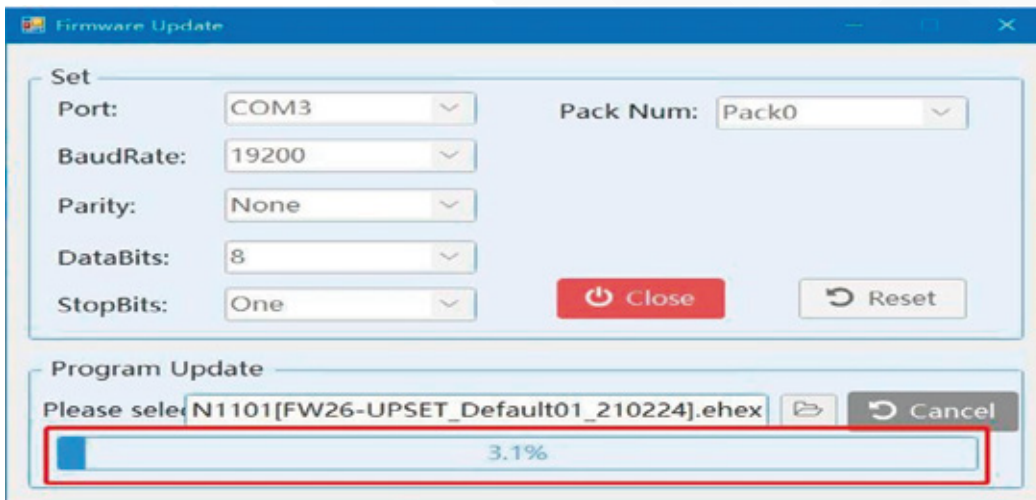 Firmware Update
Set
Port: COM3 Pack Num: Pack0
BaudRate: 19200
Parity: None
DataBits: 8
Close Reset
StopBits: One
Program Update
Please selec N1101[FW26-UPSET_Default01_210224].ehex Cancel
3.1%